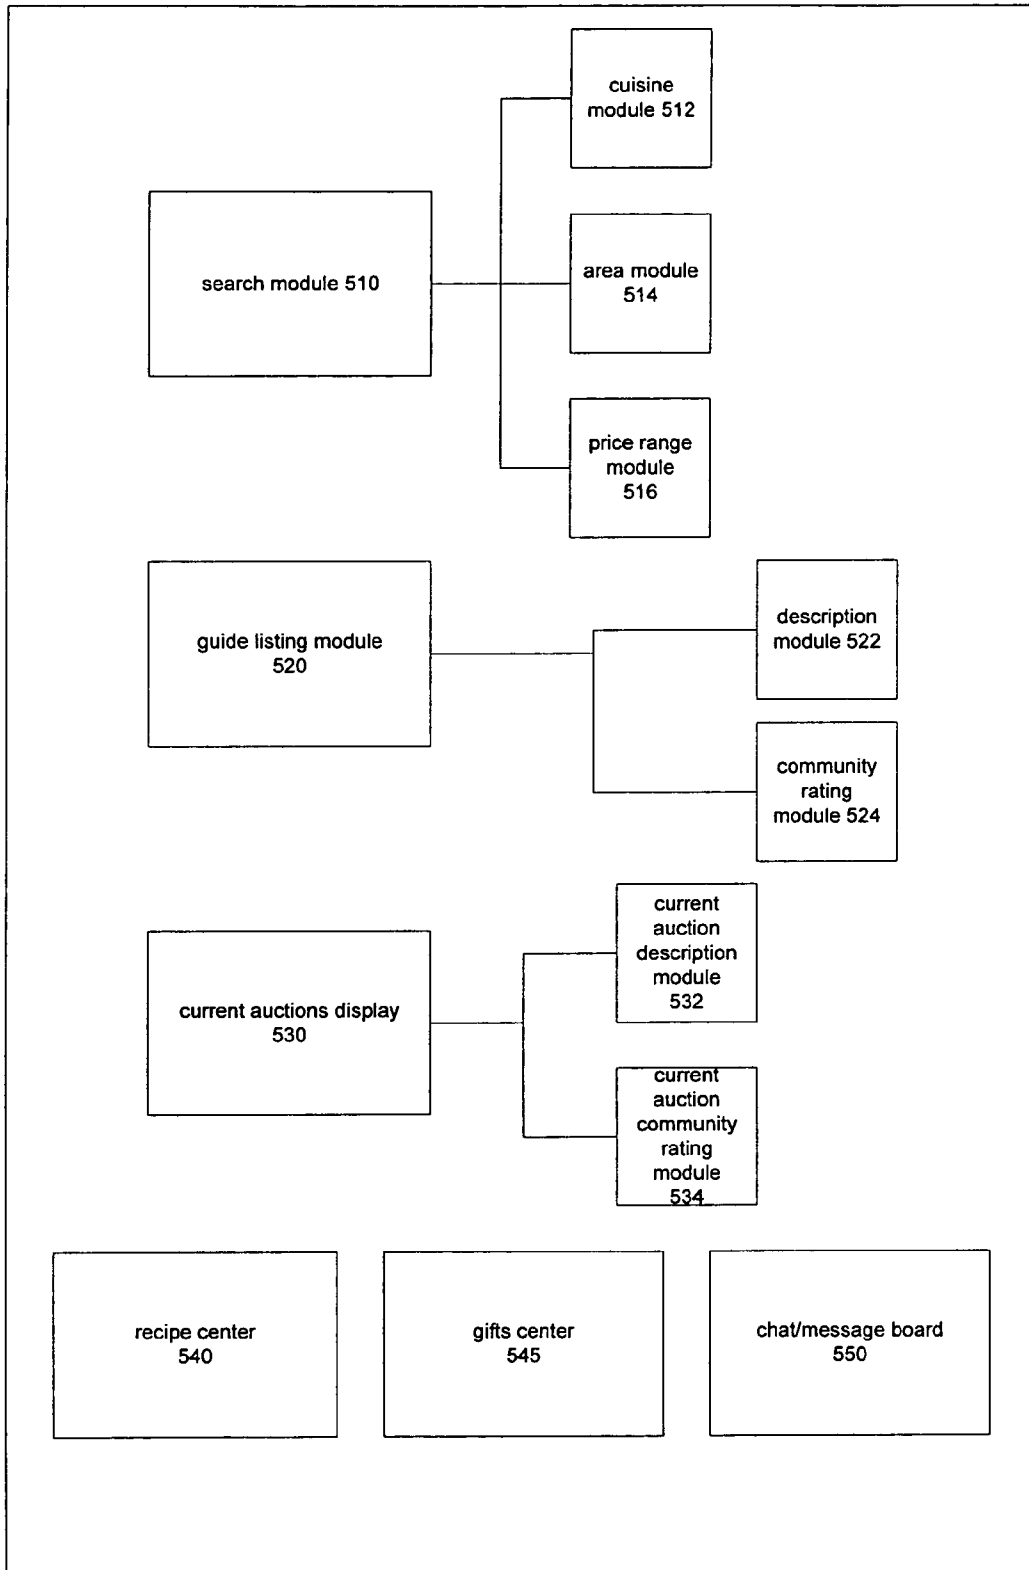 cuisine
module 512
search module 510
area module
514
price range
module
516
guide listing module
520
description
module 522
community
rating
module 524
current auctions display
530
current
auction
description
module
532
current
auction
community
rating
module
534
recipe center
540
gifts center
545
chat/message board
550